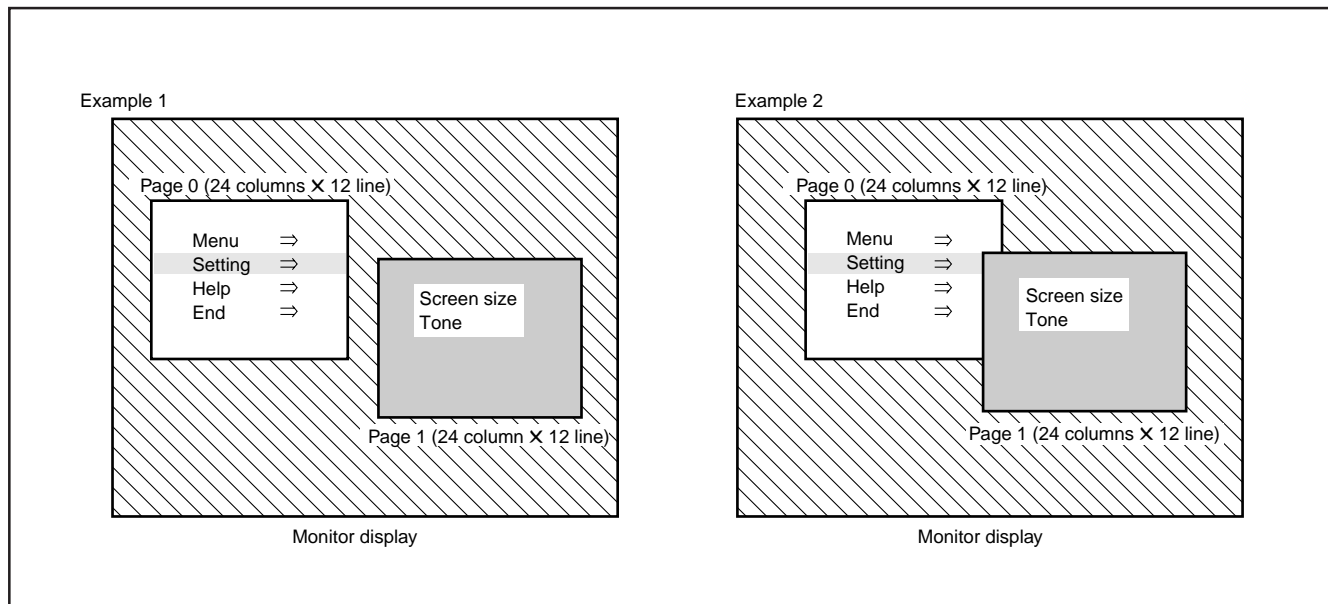 Example 1
Page 0 (24 columns ✕ 12 line)
Menu ⇒
Setting ⇒
Help ⇒
End ⇒
Screen size
Tone
Page 1 (24 column ✕ 12 line)
Monitor display
Example 2
Page 0 (24 columns ✕ 12 line)
Menu ⇒
Setting ⇒
Help ⇒
End ⇒
Screen size
Tone
Page 1 (24 columns ✕ 12 line)
Monitor display